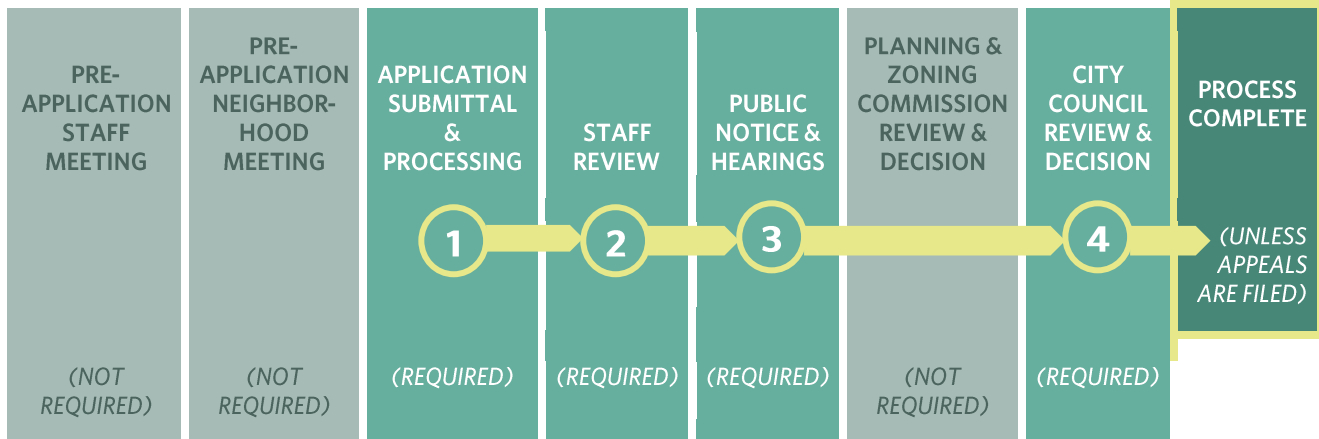 PRE-
APPLICATION
STAFF
MEETING
(NOT
REQUIRED)
PRE-
APPLICATION
NEIGHBOR-
HOOD
MEETING
(NOT
REQUIRED)
APPLICATION
SUBMITTAL
&
PROCESSING
1
(REQUIRED)
STAFF
REVIEW
2
(REQUIRED)
PUBLIC
NOTICE &
HEARINGS
3
(REQUIRED)
PLANNING &
ZONING
COMMISSION
REVIEW &
DECISION
(NOT
REQUIRED)
CITY
COUNCIL
REVIEW &
DECISION
4
(REQUIRED)
PROCESS
COMPLETE
(UNLESS
APPEALS
ARE FILED)